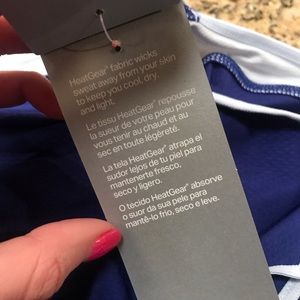 HeatGear® fabric wicks
sweat away from your skin
to keep you cool, dry,
and light.
Le tissu HeatGear® repousse
la sueur de votre peau pour
vous tenir au chaud et au
sec en toute légèreté.
La tela HeatGear® atrapa el
sudor lejos de tu piel para
mantenerte fresco,
seco y ligero.
O tecido HeatGear® absorve
o suor da sua pele para
mantê-lo frio, seco e leve.